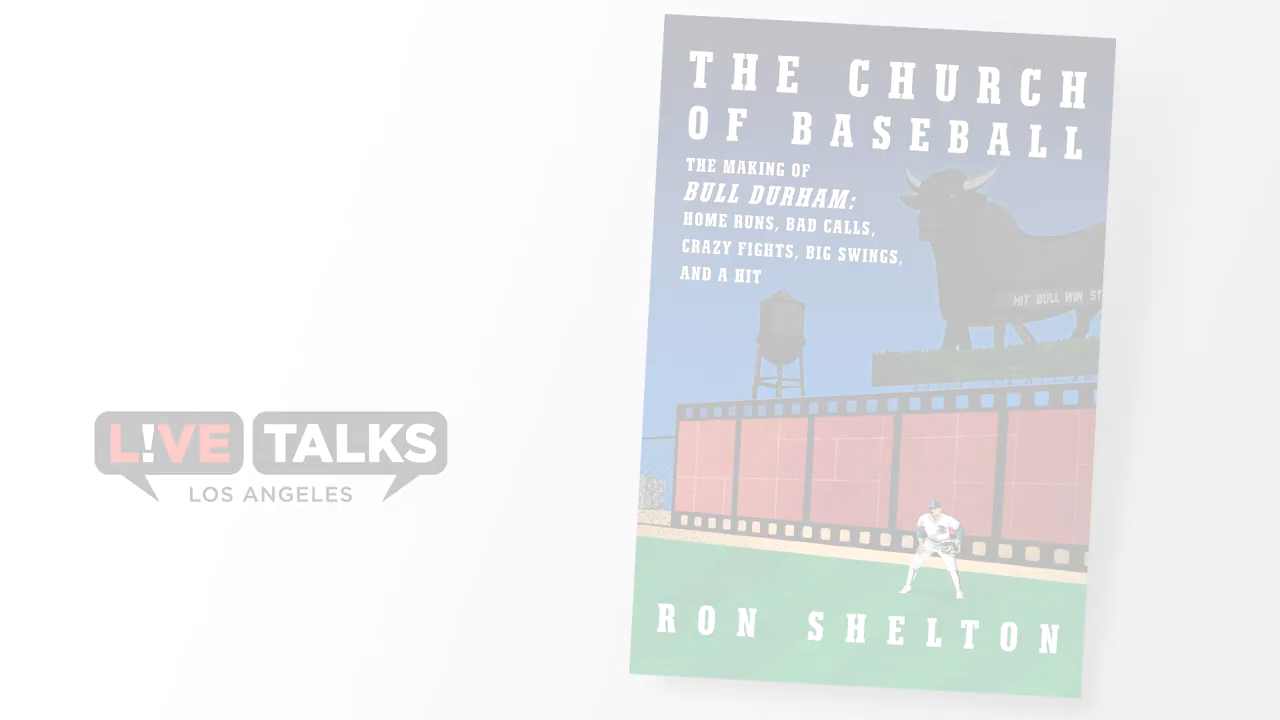 THE CHURCH
OF BASEBALL
THE MAKING OF
BULL DURHAM:
HOME RUNS, BAD CALLS,
CRAZY FIGHTS, BIG SWINGS,
AND A HIT
HIT BULL WIN ST
L!VE TALKS
LOS ANGELES
RON SHELTON